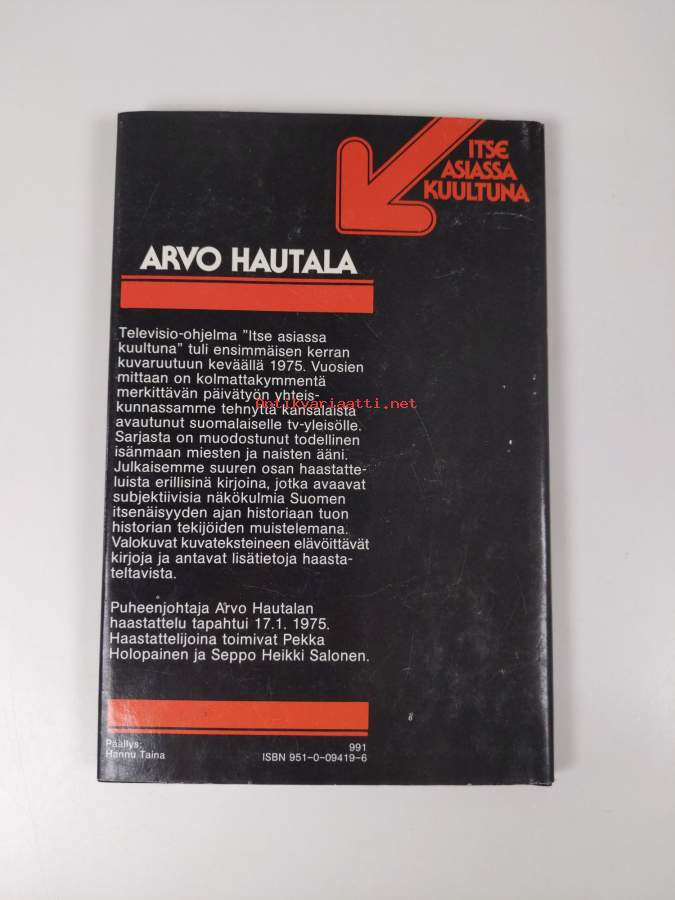 ITSE
ASIASSA
KUULTUNA
ARVO HAUTALA
Televisio-ohjelma "Itse asiassa
kuultuna" tuli ensimmäisen kerran
kuvaruutuun keväällä 1975. Vuosien
mittaan on kolmattakymmentä
merkittävän päivätyön yhteis-
kunnassamme tehnyttä kansalaista
Antikvariaatti.net
avautunut suomalaiselle tv-yleisölle.
Sarjasta on muodostunut todellinen
isänmaan miesten ja naisten ääni.
Julkaisemme suuren osan haastatte-
luista erillisinä kirjoina, jotka avaavat
subjektiivisia näkökulmia Suomen
itsenäisyyden ajan historiaan tuon
historian tekijöiden muistelemana.
Valokuvat kuvateksteineen elävöittävät
kirjoja ja antavat lisätietoja haasta-
teltavista.
Puheenjohtaja Arvo Hautalan
haastattelu tapahtui 17.1. 1975.
Haastattelijoina toimivat Pekka
Holopainen ja Seppo Heikki Salonen.
Päällys:
Hannu Taina
991
ISBN 951-0-09419-6